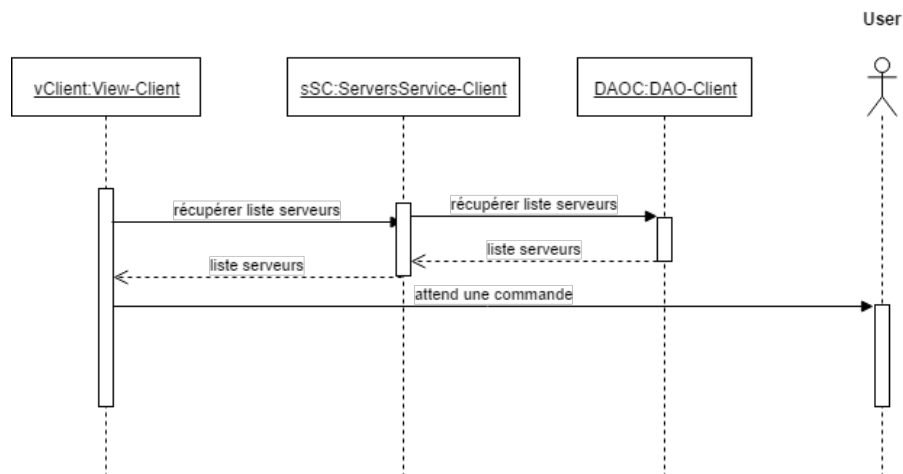 User
vClient:View-Client
sSC:ServersService-Client
DAOC:DAO-Client
récupérer liste serveurs
récupérer liste serveurs
liste serveurs
liste serveurs
attend une commande